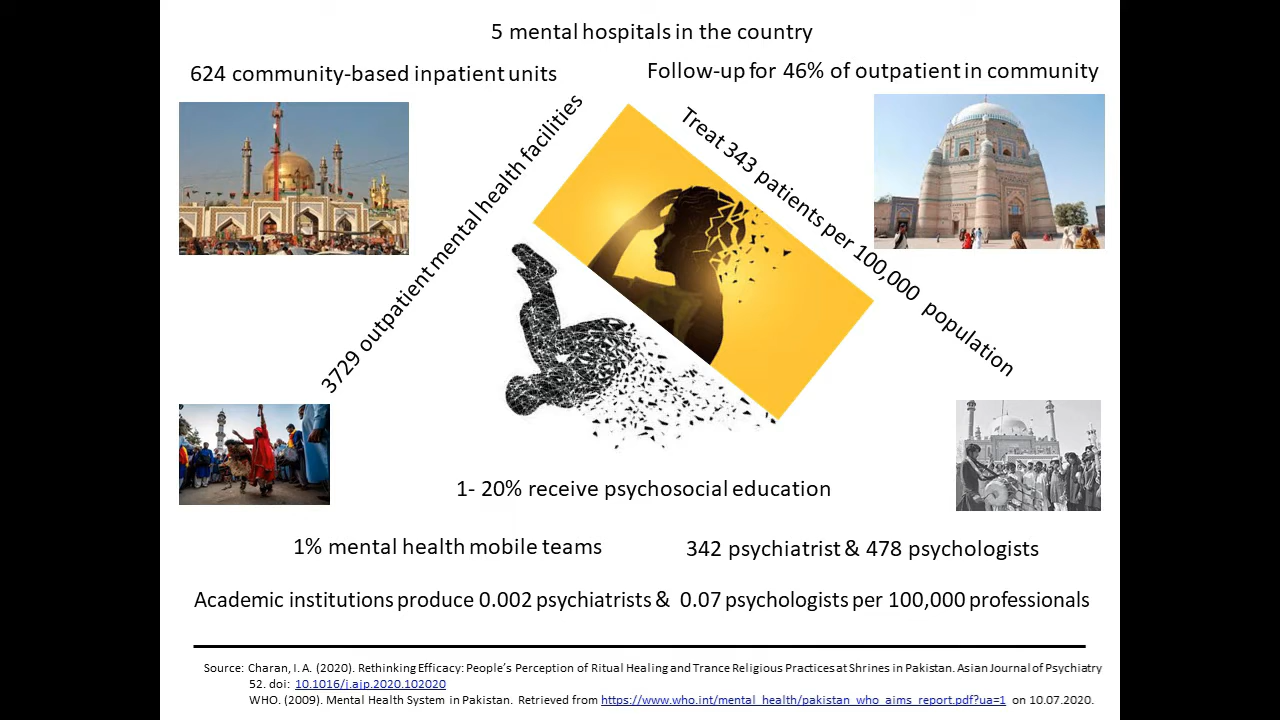 5 mental hospitals in the country
624 community-based inpatient units
Follow-up for 46% of outpatient in community
3729 outpatient mental health facilities
Treat 343 patients per 100,000 population
1- 20% receive psychosocial education
1% mental health mobile teams
342 psychiatrist & 478 psychologists
Academic institutions produce 0.002 psychiatrists & 0.07 psychologists per 100,000 professionals
Source: Charan, I. A. (2020). Rethinking Efficacy: People’s Perception of Ritual Healing and Trance Religious Practices at Shrines in Pakistan. Asian Journal of Psychiatry
52. doi: 10.1016/j.ajp.2020.102020
WHO. (2009). Mental Health System in Pakistan. Retrieved from https://www.who.int/mental_health/pakistan_who_aims_report.pdf?ua=1 on 10.07.2020.